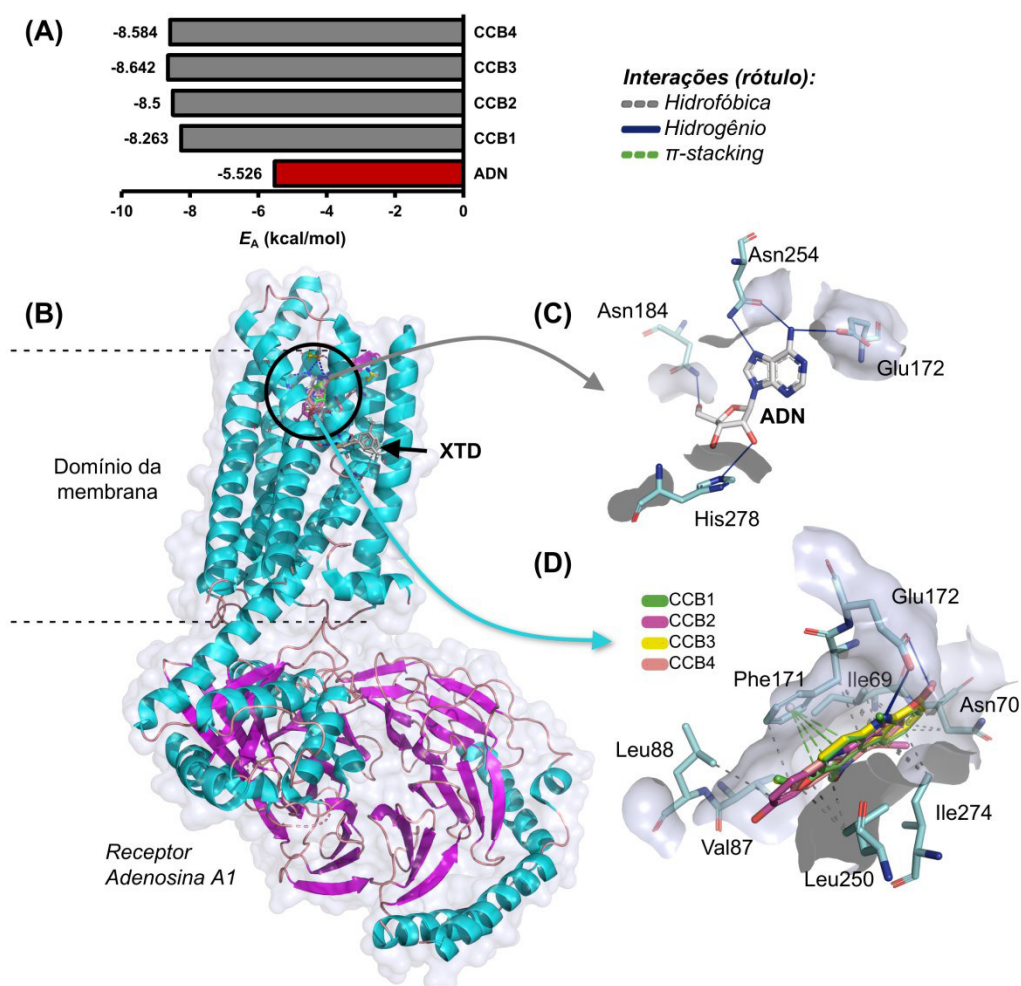 (A)
-8.584
CCB4
-8.642
CCB3
-8.5
CCB2
-8.263
CCB1
-5.526
ADN
-10
-8
-6
-4
-2
0
E_A (kcal/mol)
Interações (rótulo):
Hidrofóbica
Hidrogênio
π-stacking
(B)
Domínio da
membrana
XTD
Receptor
Adenosina A1
(C)
Asn254
Asn184
Glu172
ADN
His278
(D)
CCB1
CCB2
CCB3
CCB4
Glu172
Phe171
Ile69
Asn70
Leu88
Val87
Ile274
Leu250